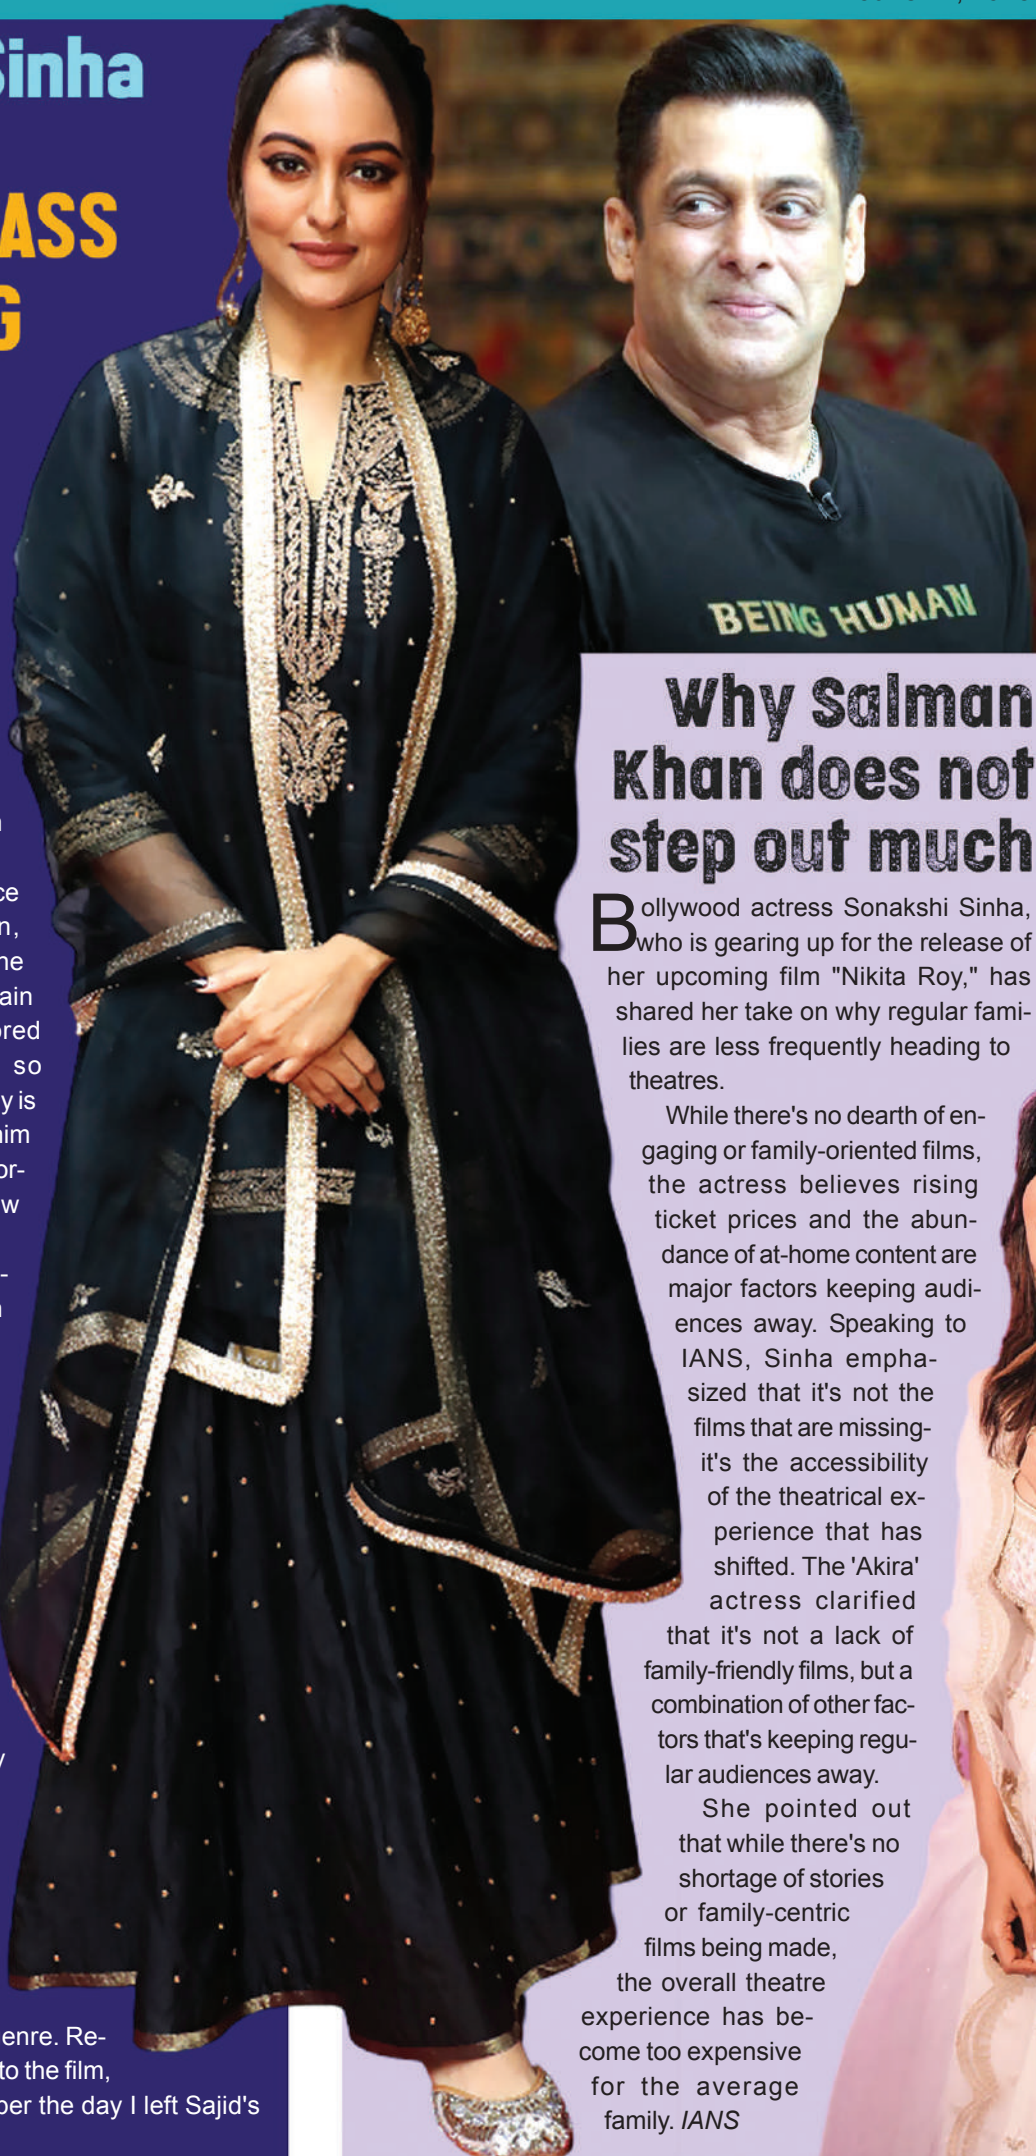 Sinha
ASS
G
ce
n,
ain
red
so
y is
him
or-
w
-
y
enre. Re-
to the film,
ber the day I left Sajid's
BEING HUMAN
Why Salman
Khan does not
step out much
Bollywood actress Sonakshi Sinha,
who is gearing up for the release of
her upcoming film "Nikita Roy," has
shared her take on why regular fami-
lies are less frequently heading to
theatres.
While there's no dearth of en-
gaging or family-oriented films,
the actress believes rising
ticket prices and the abun-
dance of at-home content are
major factors keeping audi-
ences away. Speaking to
IANS, Sinha empha-
sized that it's not the
films that are missing-
it's the accessibility
of the theatrical ex-
perience that has
shifted. The 'Akira'
actress clarified
that it's not a lack of
family-friendly films, but a
combination of other fac-
tors that's keeping regu-
lar audiences away.
She pointed out
that while there's no
shortage of stories
or family-centric
films being made,
the overall theatre
experience has be-
come too expensive
for the average
family. IANS